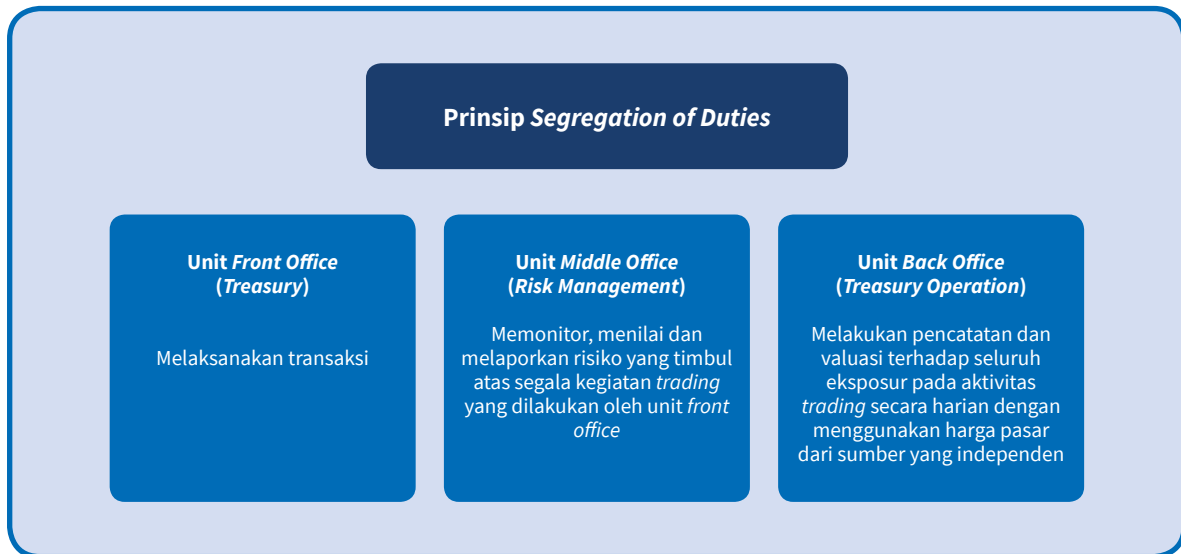 Prinsip Segregation of Duties
Unit Front Office
(Treasury)
Melaksanakan transaksi
Unit Middle Office
(Risk Management)
Memonitor, menilai dan
melaporkan risiko yang timbul
atas segala kegiatan trading
yang dilakukan oleh unit front
office
Unit Back Office
(Treasury Operation)
Melakukan pencatatan dan
valuasi terhadap seluruh
eksposur pada aktivitas
trading secara harian dengan
menggunakan harga pasar
dari sumber yang independen